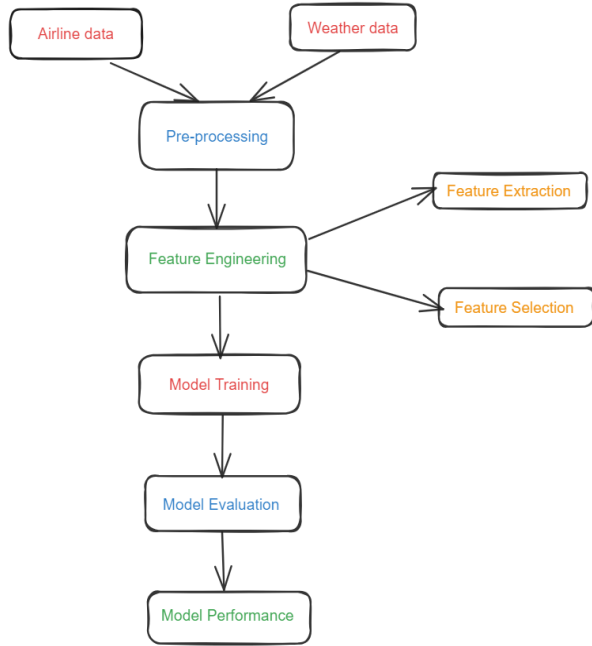 Airline data
Weather data
Pre-processing
Feature Extraction
Feature Engineering
Feature Selection
Model Training
Model Evaluation
Model Performance